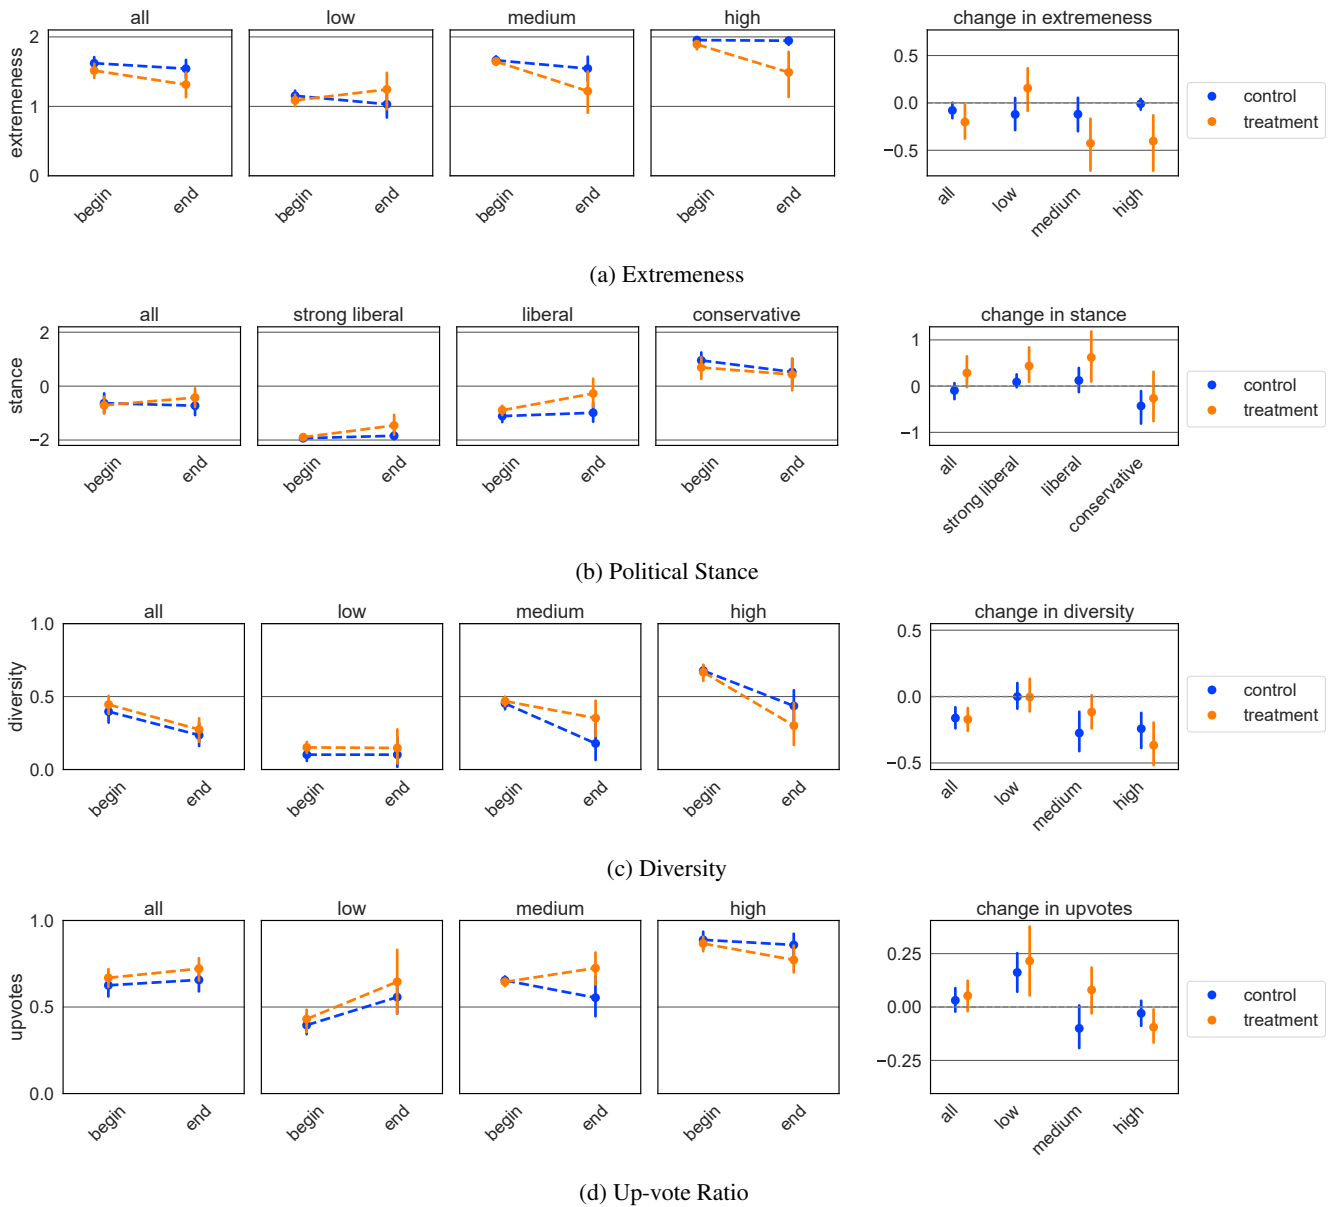 all low medium high change in extremeness
extremeness
2
1
0
begin end begin end begin end begin end
0.5
0.0
−0.5
all low medium high
control
treatment
(a) Extremeness
all strong liberal liberal conservative change in stance
stance
2
0
−2
begin end begin end begin end begin end
1
0
−1
all strong liberal liberal conservative
control
treatment
(b) Political Stance
all low medium high change in diversity
diversity
1.0
0.5
0.0
begin end begin end begin end begin end
0.5
0.0
−0.5
all low medium high
control
treatment
(c) Diversity
all low medium high change in upvotes
upvotes
1.0
0.5
0.0
begin end begin end begin end begin end
0.25
0.00
−0.25
all low medium high
control
treatment
(d) Up-vote Ratio